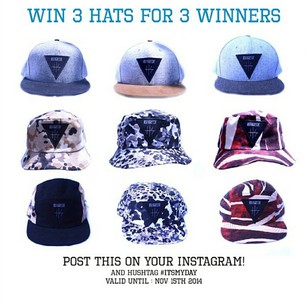 WIN 3 HATS FOR 3 WINNERS
POST THIS ON YOUR INSTAGRAM!
AND HUSHTAG #ITSMYDAY
VALID UNTIL : NOV 15TH 2014